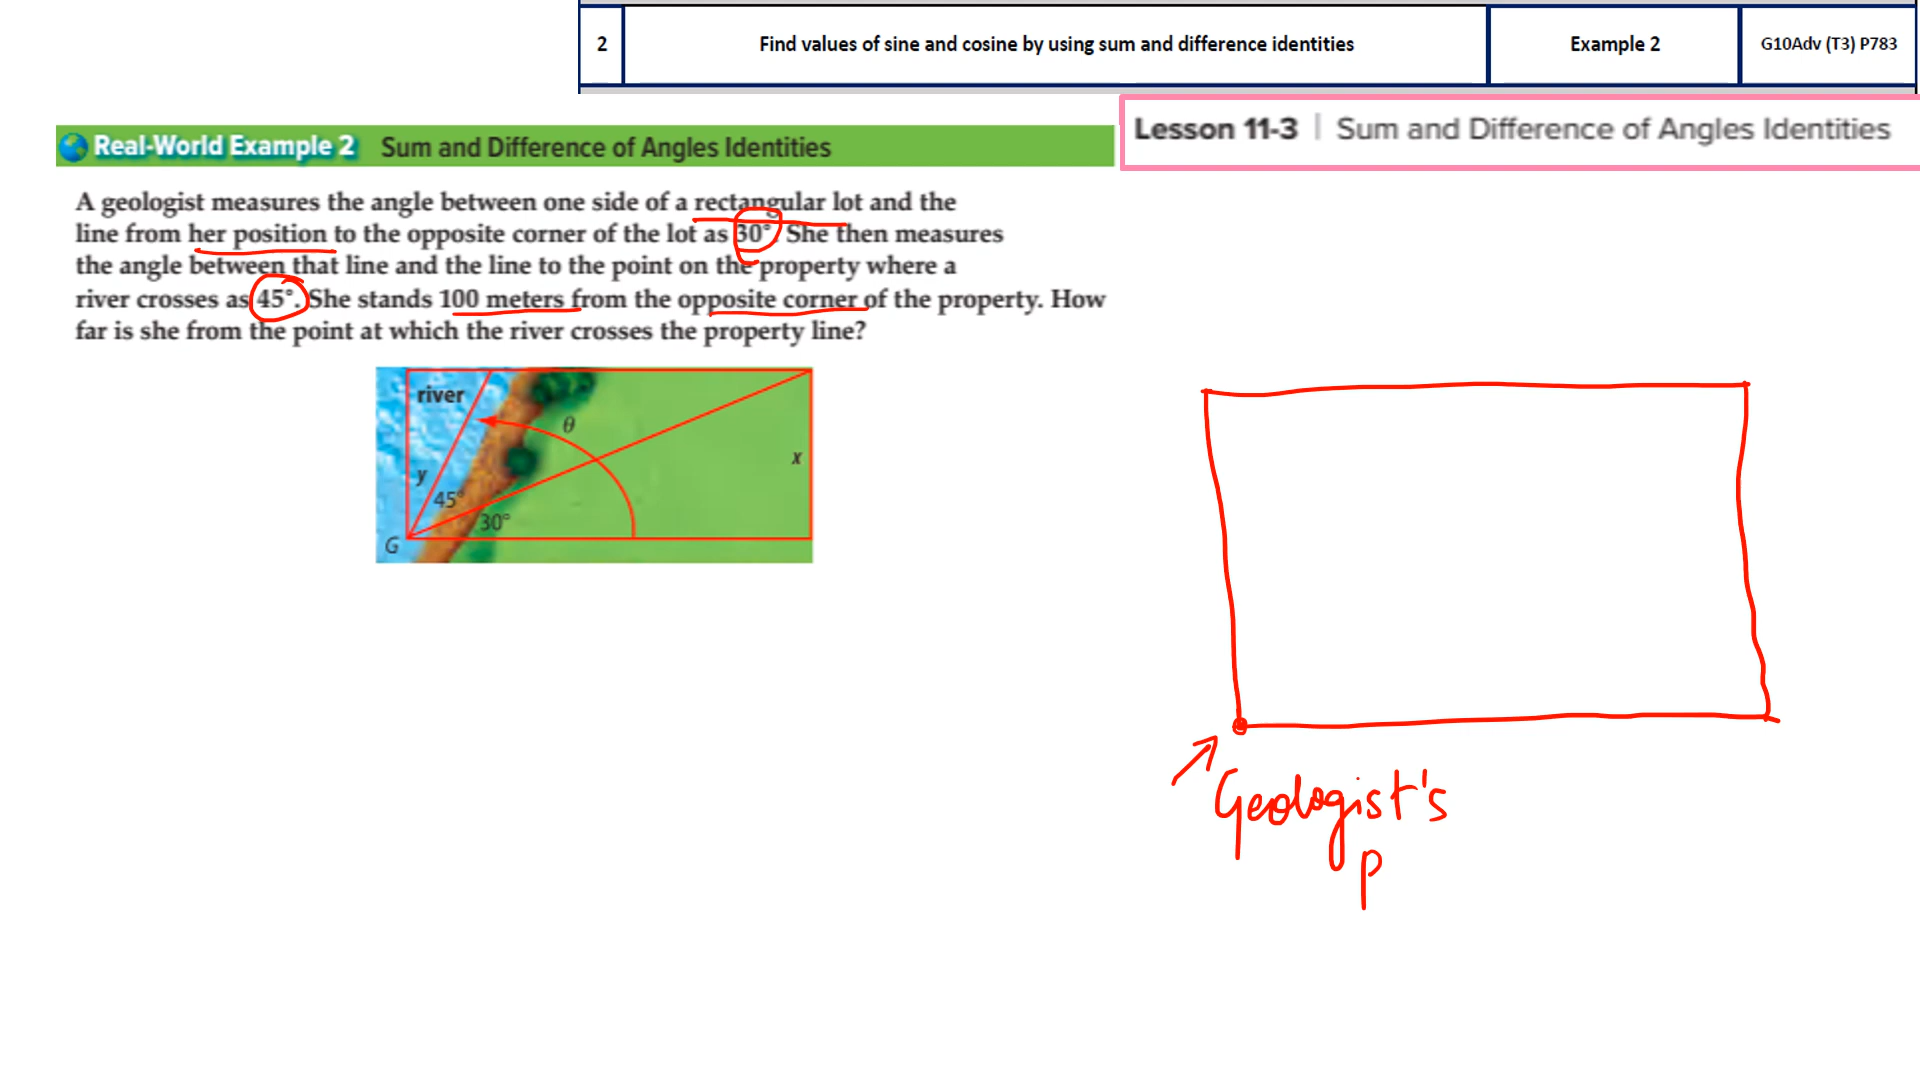 2 Find values of sine and cosine by using sum and difference identities Example 2 G10Adv (T3) P783
Lesson 11-3 | Sum and Difference of Angles Identities
Real-World Example 2 Sum and Difference of Angles Identities
A geologist measures the angle between one side of a rectangular lot and the
line from her position to the opposite corner of the lot as 30°. She then measures
the angle between that line and the line to the point on the property where a
river crosses as 45°. She stands 100 meters from the opposite corner of the property. How
far is she from the point at which the river crosses the property line?
river
θ
x
y
45°
30°
G
Geologist's
P